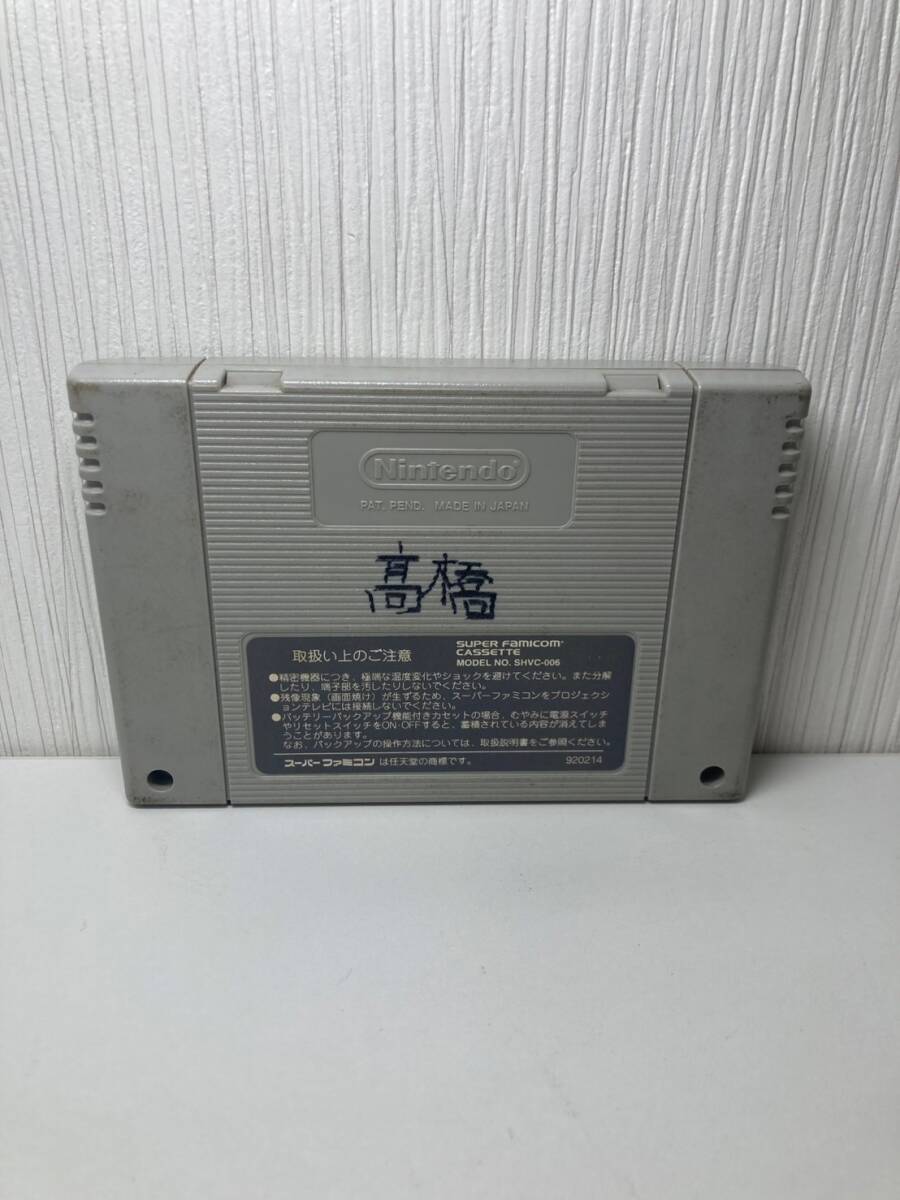 Nintendo
PAT. PEND. MADE IN JAPAN
髙橋
取扱い上のご注意
SUPER FAMICOM
CASSETTE
MODEL NO. SHVC-006
●精密機器につき、極端な温度変化やショックを避けてください。また分解
したり、端子部を汚したりしないでください。
●残像現象（画面焼け）が生ずるため、スーパーファミコンをプロジェクシ
ョンテレビには接続しないでください。
●バッテリーバックアップ機能付きカセットの場合、むやみに電源スイッチ
やリセットスイッチをON・OFFすると、蓄積されている内容が消えてしま
うことがあります。
なお、バックアップの操作方法については、取扱説明書をご参照ください。
スーパーファミコンは任天堂の商標です。
920214